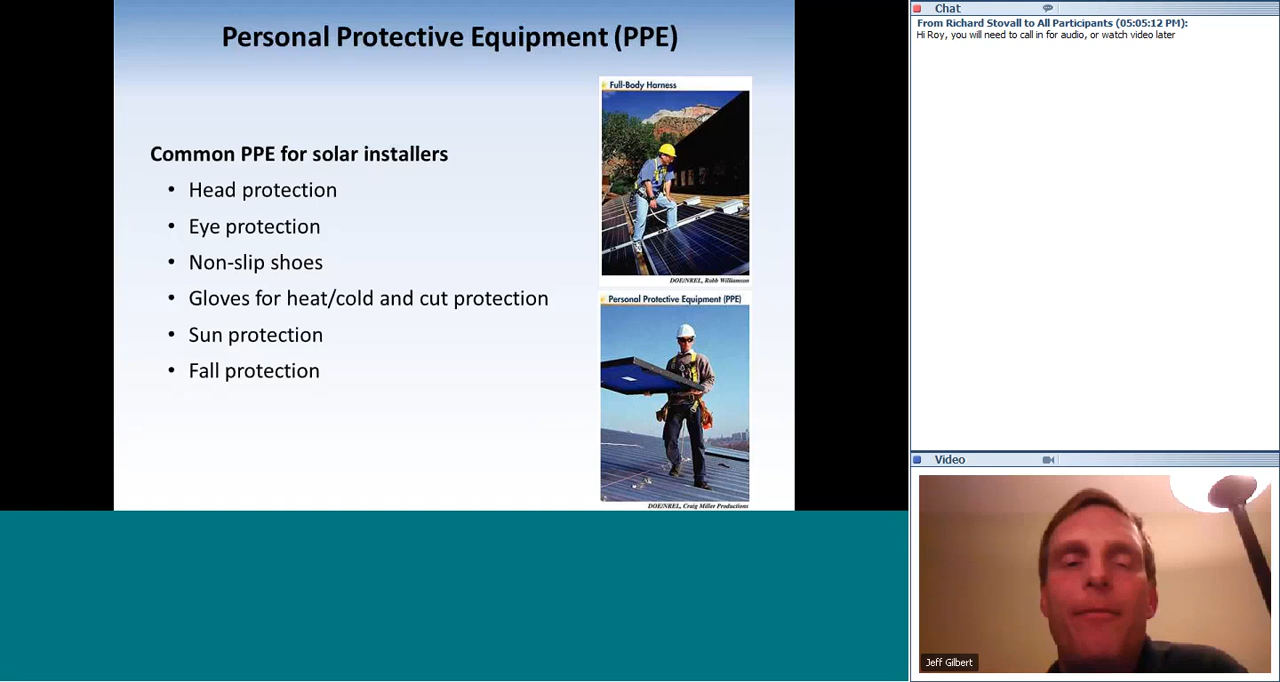 Personal Protective Equipment (PPE)
Common PPE for solar installers
• Head protection
• Eye protection
• Non-slip shoes
• Gloves for heat/cold and cut protection
• Sun protection
• Fall protection
Full-Body Harness
DOE/NREL, Robb Williamson
Personal Protective Equipment (PPE)
DOE/NREL, Craig Miller Productions
Chat
From Richard Stovall to All Participants (05:05:12 PM):
Hi Roy, you will need to call in for audio, or watch video later
Video
Jeff Gilbert